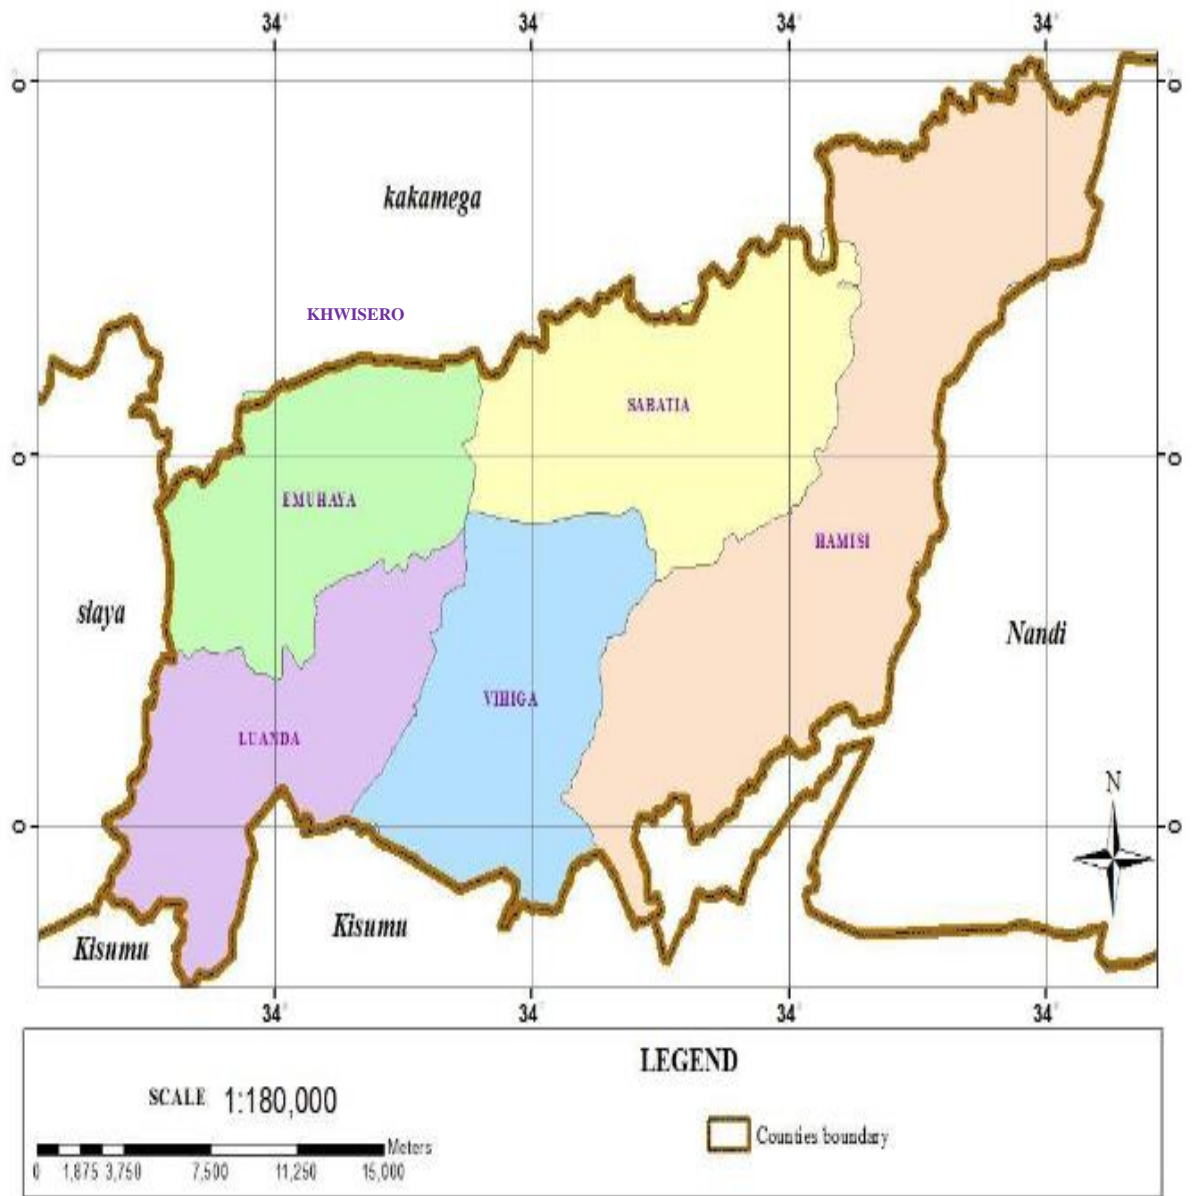 34° 34° 34° 34°
0 0
kakamega
KHWISERO
SABATIA
0 0
EMUHAYA
HAMISI
siaya
Nandi
VIHIGA
LUANDA
N
0 0
Kisumu
Kisumu
34° 34° 34° 34°
LEGEND
SCALE 1:180,000
Counties boundary
Meters
0 1,875 3,750 7,500 11,250 15,000